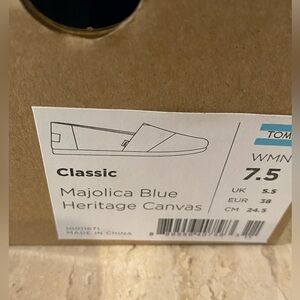 TOM
Classic
Majolica Blue
Heritage Canvas
MADE IN CHINA
WMN
7.5
UK 5.5
EUR 38
CM 24.5